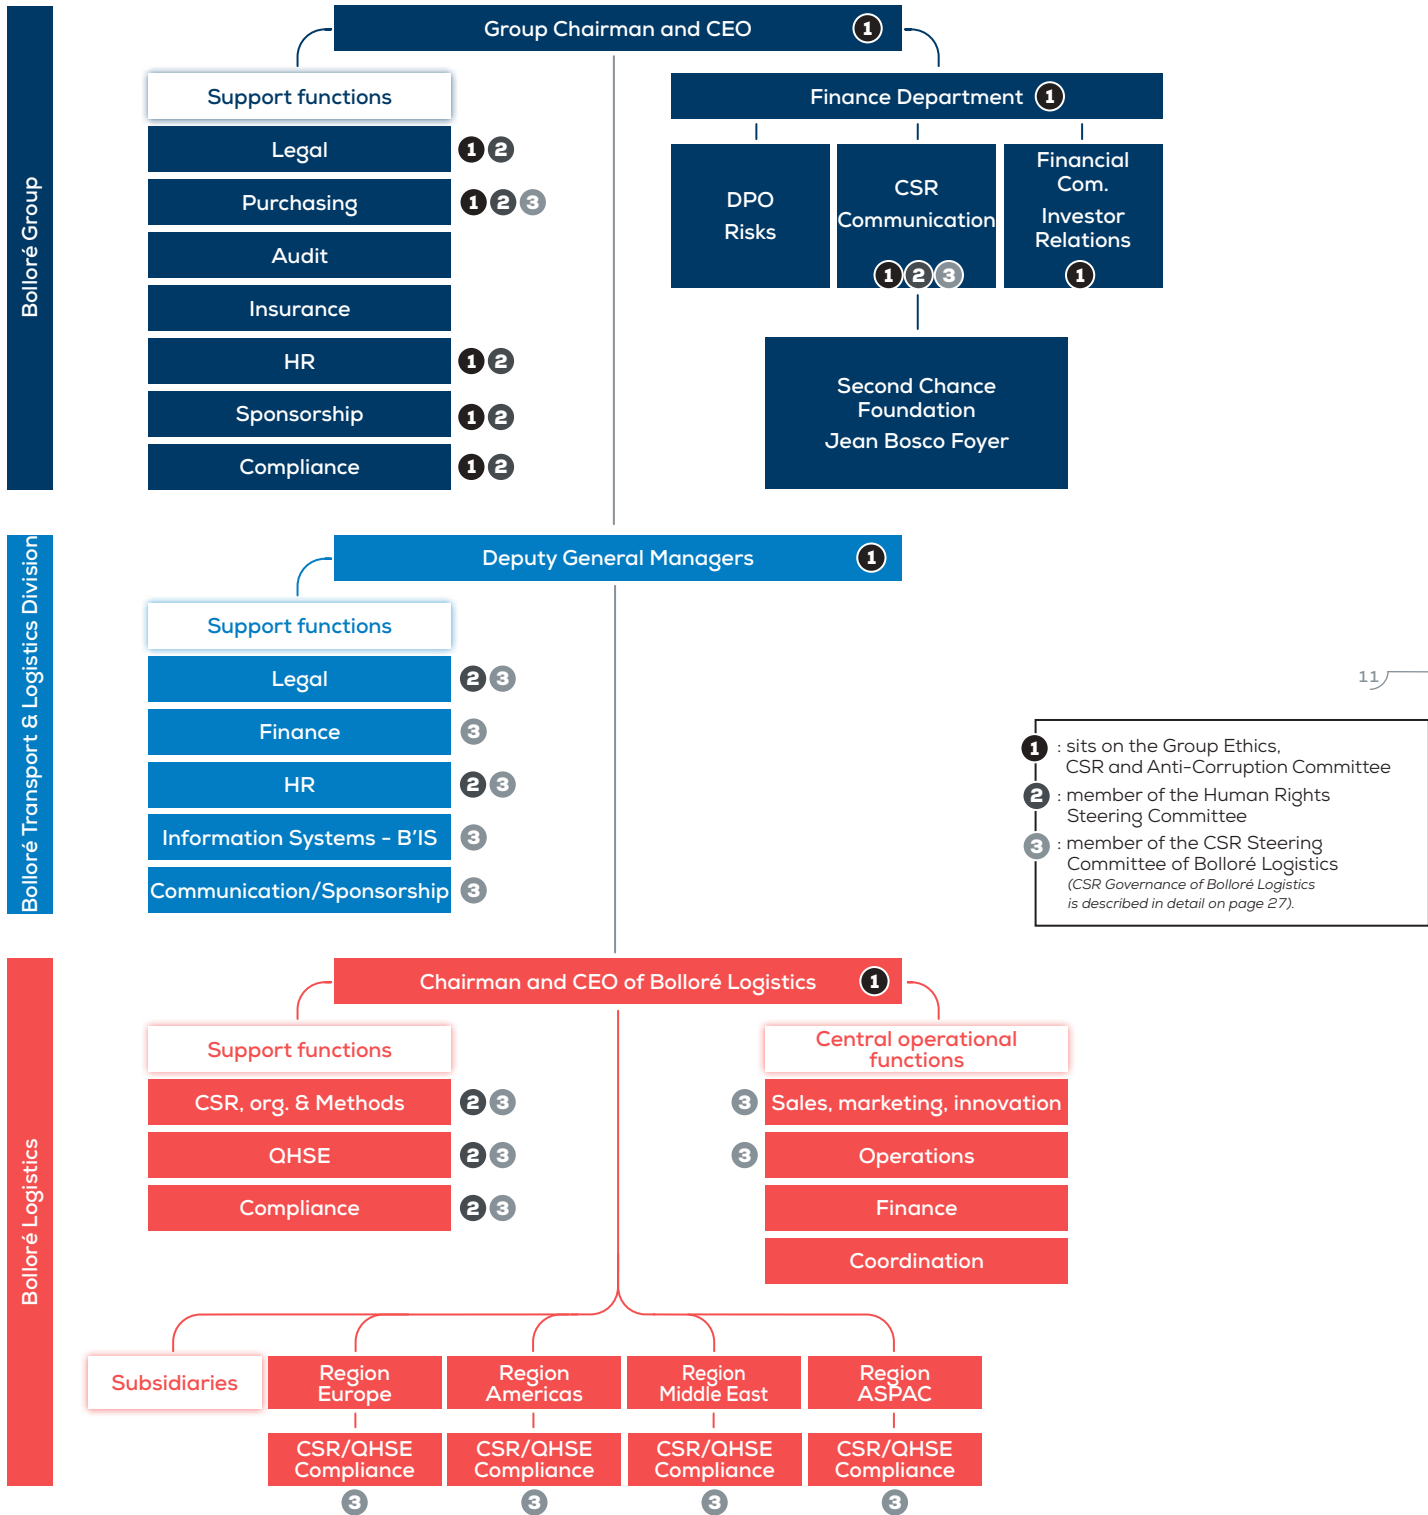 Bolloré Group
Group Chairman and CEO 1
Support functions
Legal 1 2
Purchasing 1 2 3
Audit
Insurance
HR 1 2
Sponsorship 1 2
Compliance 1 2
Finance Department 1
DPO
Risks
CSR
Communication
1 2 3
Financial
Com.
Investor
Relations
1
Second Chance
Foundation
Jean Bosco Foyer
Bolloré Transport & Logistics Division
Deputy General Managers 1
Support functions
Legal 2 3
Finance 3
HR 2 3
Information Systems - B'IS 3
Communication/Sponsorship 3
11
1 : sits on the Group Ethics,
CSR and Anti-Corruption Committee
2 : member of the Human Rights
Steering Committee
3 : member of the CSR Steering
Committee of Bolloré Logistics
(CSR Governance of Bolloré Logistics
is described in detail on page 27).
Bolloré Logistics
Chairman and CEO of Bolloré Logistics 1
Support functions
CSR, org. & Methods 2 3
QHSE 2 3
Compliance 2 3
Central operational
functions
3 Sales, marketing, innovation
3 Operations
Finance
Coordination
Subsidiaries
Region
Europe
Region
Americas
Region
Middle East
Region
ASPAC
CSR/QHSE
Compliance
3
CSR/QHSE
Compliance
3
CSR/QHSE
Compliance
3
CSR/QHSE
Compliance
3